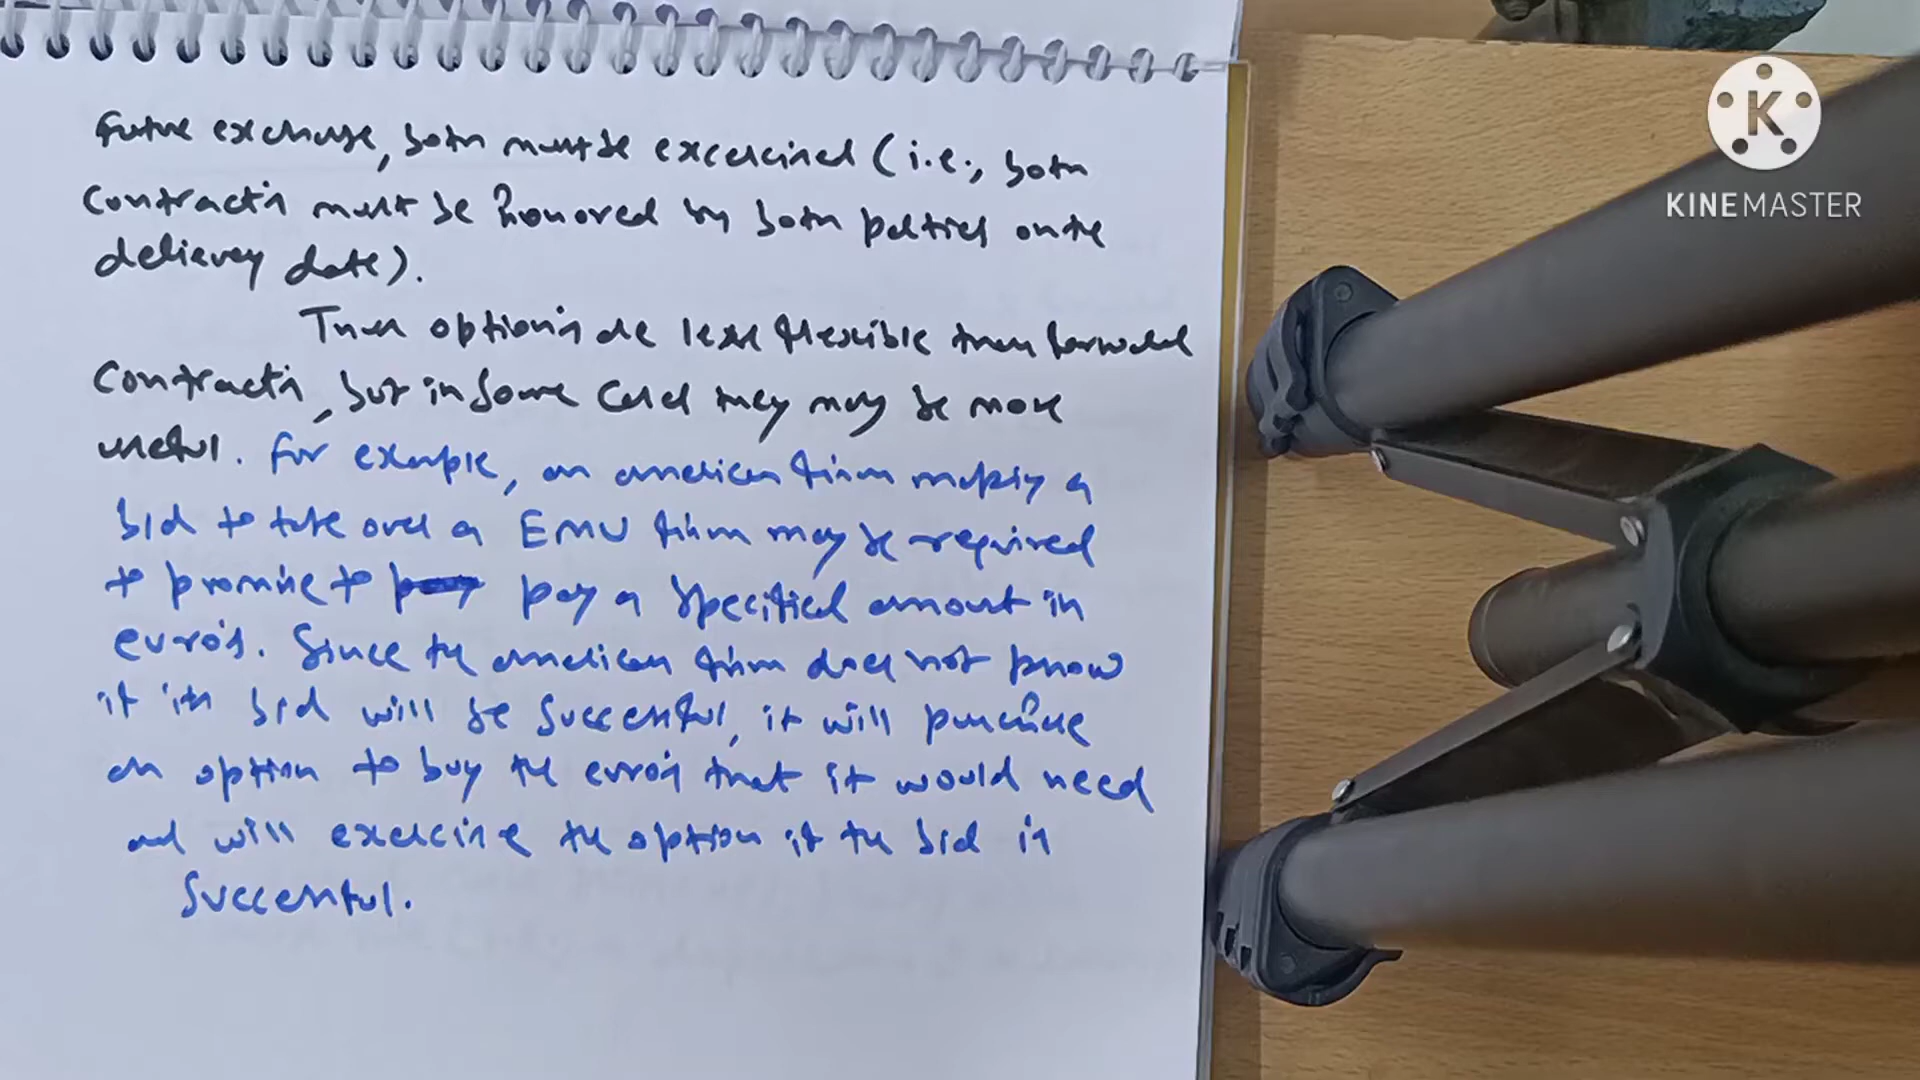 future exchange, both must be excercised (i.e., both
contracts must be honored by both parties on the
delievery date).
Thus options are less flexible than forward
contracts, but in some cases they may be more
useful. For example, an american firm making a
bid to take over a EMU firm may be required
to promise to pay a specified amount in
euros. Since the american firm does not know
if its bid will be successful, it will purchase
an option to buy the euros that it would need
and will exercise the option if the bid is
successful.
K
KINEMASTER